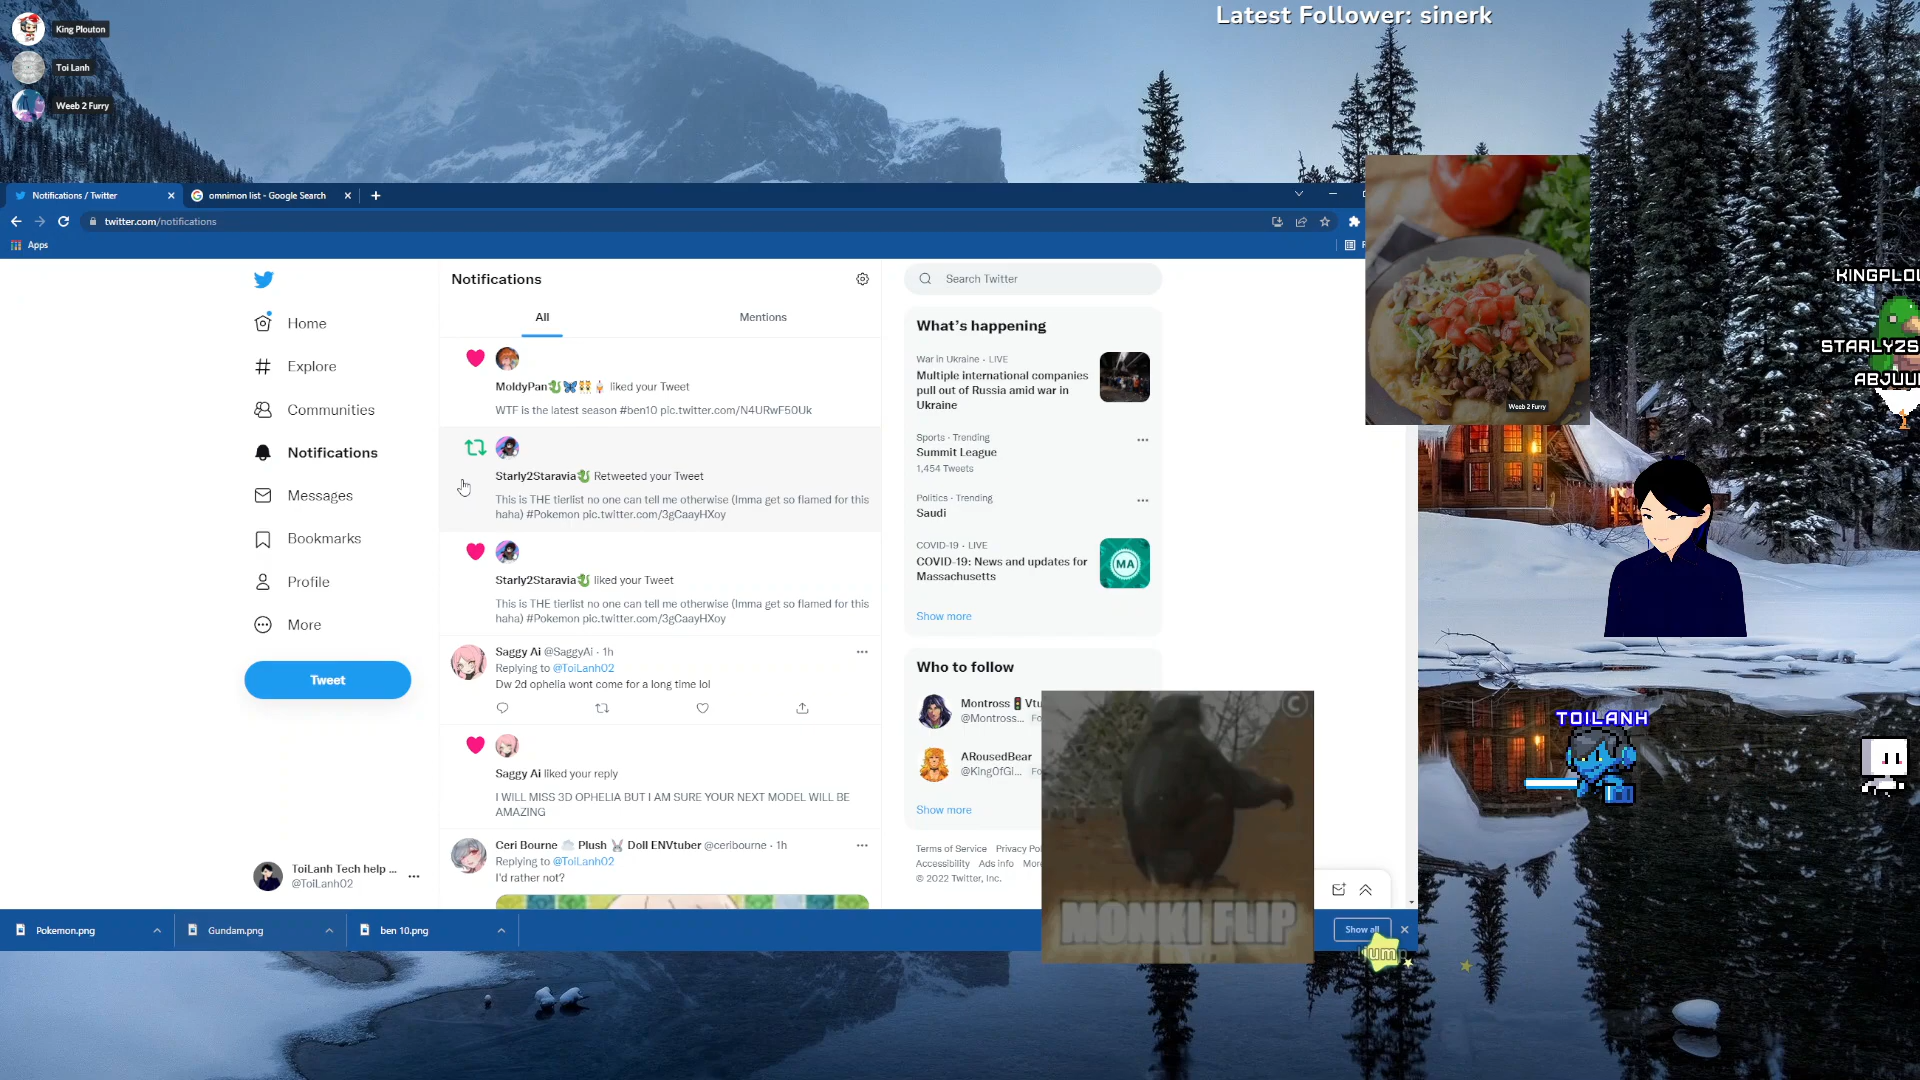 Latest Follower: sinerk
King Plouton
Toi Lanh
Weeb 2 Furry
Notifications / Twitter
omnimon list - Google Search
twitter.com/notifications
Apps
Notifications
All
Mentions
Home
Explore
Communities
Notifications
Messages
Bookmarks
Profile
More
Tweet
ToiLanh Tech help ...
@ToiLanh02
MoldyPan liked your Tweet
WTF is the latest season #ben10 pic.twitter.com/N4URwF50Uk
Starly2Staravia Retweeted your Tweet
This is THE tierlist no one can tell me otherwise (Imma get so flamed for this
haha) #Pokemon pic.twitter.com/3gCaayHXoy
Starly2Staravia liked your Tweet
This is THE tierlist no one can tell me otherwise (Imma get so flamed for this
haha) #Pokemon pic.twitter.com/3gCaayHXoy
Saggy Ai @SaggyAi · 1h
Replying to @ToiLanh02
Dw 2d ophelia wont come for a long time lol
Saggy Ai liked your reply
I WILL MISS 3D OPHELIA BUT I AM SURE YOUR NEXT MODEL WILL BE
AMAZING
Ceri Bourne Plush Doll ENVtuber @ceribourne · 1h
Replying to @ToiLanh02
I'd rather not?
Search Twitter
What's happening
War in Ukraine · LIVE
Multiple international companies
pull out of Russia amid war in
Ukraine
Sports · Trending
Summit League
1,454 Tweets
Politics · Trending
Saudi
COVID-19 · LIVE
COVID-19: News and updates for
Massachusetts
MA
Show more
Who to follow
Montross Vtu
@Montross... Fo
ARousedBear
@KingOfGl... Fo
Show more
Terms of Service Privacy Pol
Accessibility Ads info Mor
© 2022 Twitter, Inc.
Weeb 2 Furry
©
MONKI FLIP
KINGPLOU
STARLY2S
ABJUU
TOILANH
Pokemon.png
Gundam.png
ben 10.png
Show all